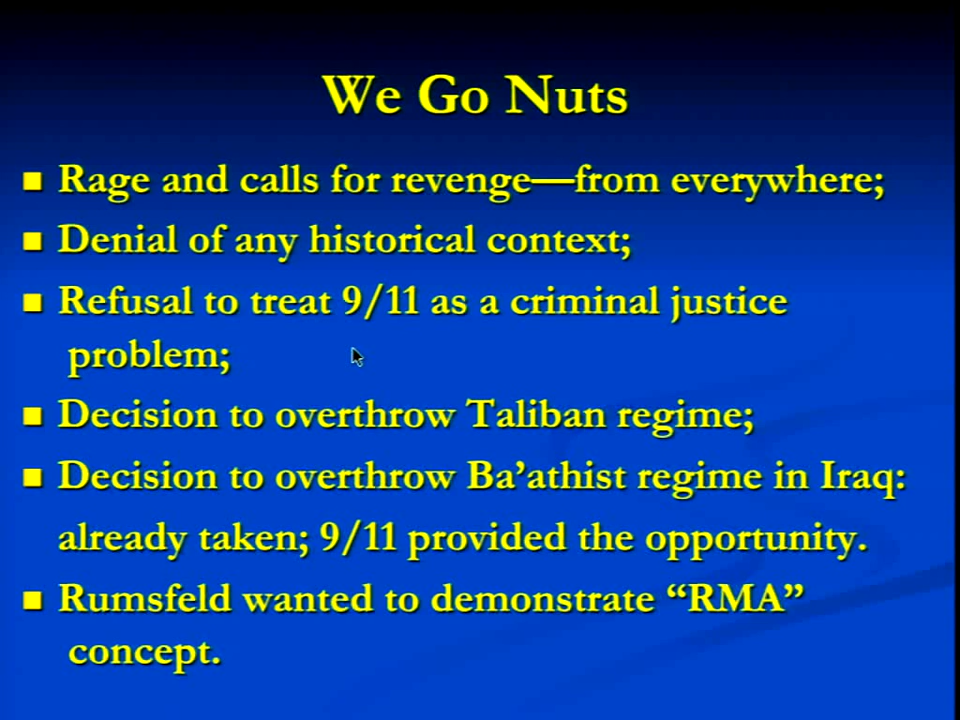 We Go Nuts
Rage and calls for revenge—from everywhere;
Denial of any historical context;
Refusal to treat 9/11 as a criminal justice
problem;
Decision to overthrow Taliban regime;
Decision to overthrow Ba’athist regime in Iraq:
already taken; 9/11 provided the opportunity.
Rumsfeld wanted to demonstrate “RMA”
concept.